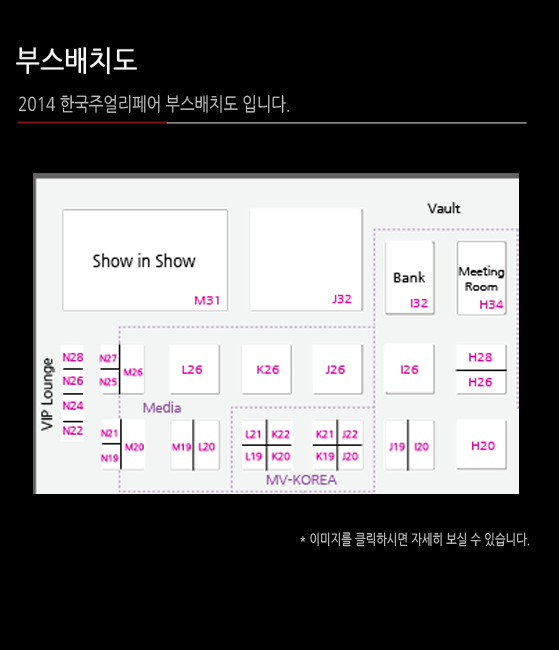 부스배치도
2014 한국주얼리페어 부스배치도 입니다.
Vault
Show in Show
M31
J32
Bank
I32
Meeting
Room
H34
VIP Lounge
N28
N26
N24
N22
N27
N25
M26
L26
K26
J26
I26
H28
H26
Media
N21
N19
M20
M19
L20
L21
K22
L19
K20
K21
J22
K19
J20
J19
I20
H20
MV-KOREA
* 이미지를 클릭하시면 자세히 보실 수 있습니다.